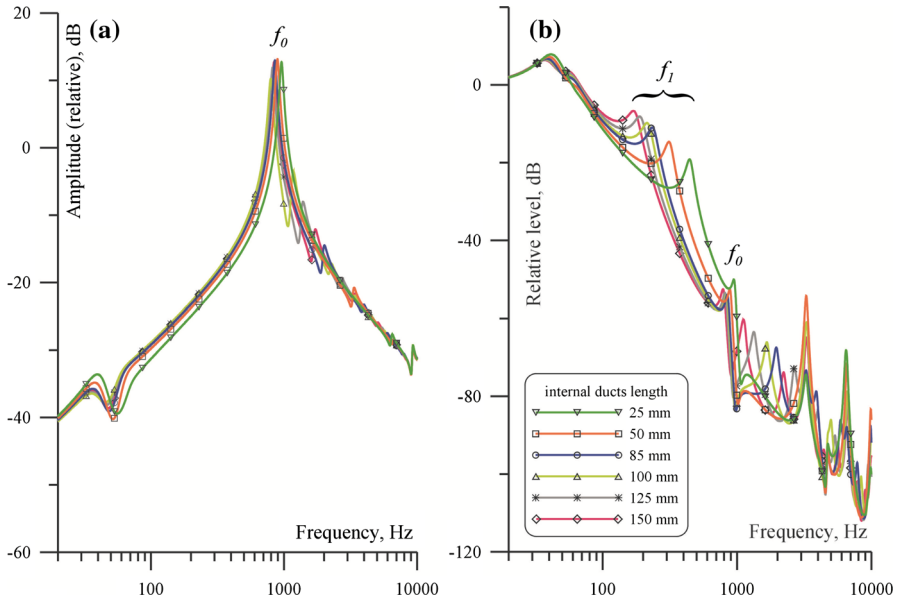 20
0
-20
-40
-60
Amplitude (relative), dB
(a)
f0
Frequency, Hz
100
1000
10000
0
-40
-80
-120
Relative level, dB
(b)
f1
f0
internal ducts length
25 mm
50 mm
85 mm
100 mm
125 mm
150 mm
Frequency, Hz
100
1000
10000